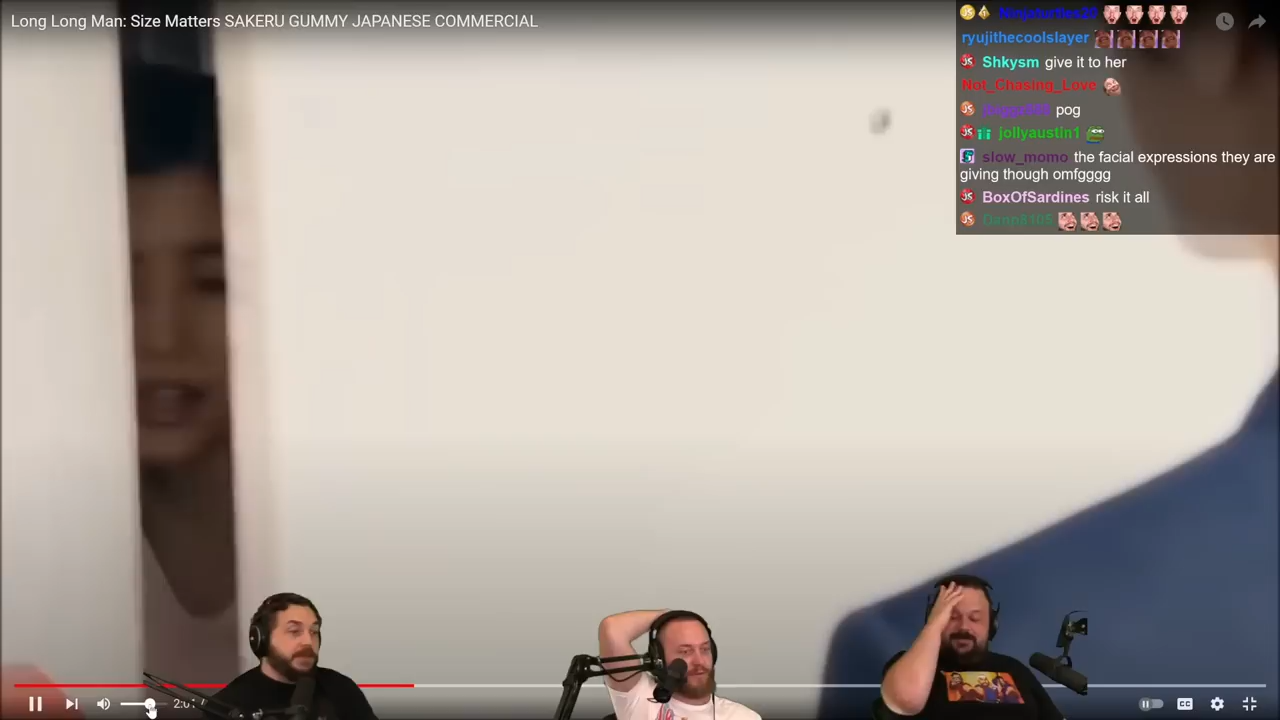 Long Long Man: Size Matters SAKERU GUMMY JAPANESE COMMERCIAL
Ninjaturtles20
ryujithecoolslayer
Shkysm give it to her
Not_Chasing_Love
pog
jollyaustin1
slow_momo the facial expressions they are
giving though omfgggg
BoxOfSardines risk it all